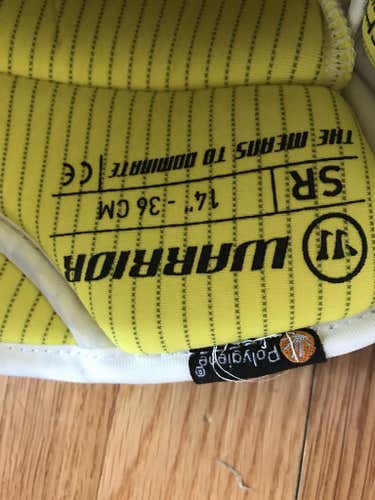 WARRIOR
SR
14" - 36 CM
THE MEANS TO DOMINATE
CE
Polygiene®